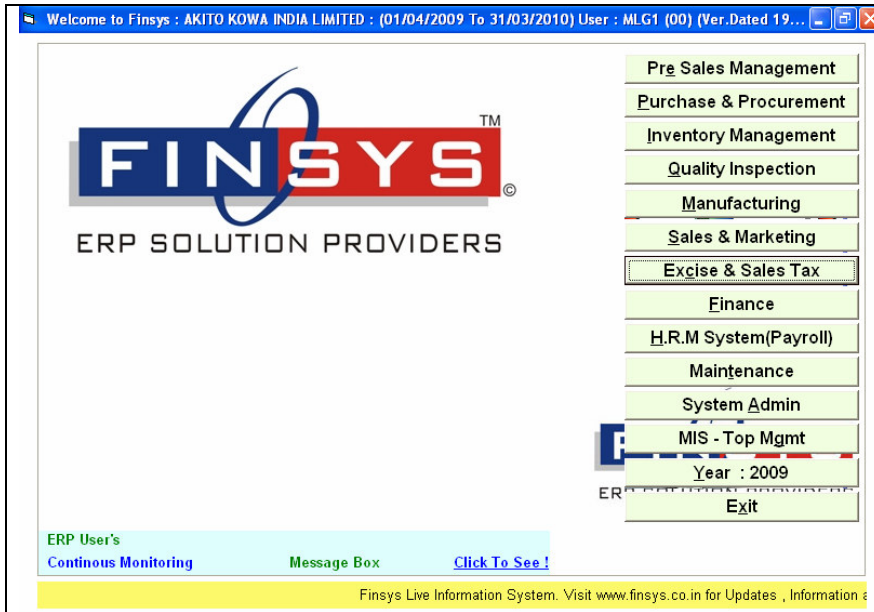 Welcome to Finsys : AKITO KOWA INDIA LIMITED : (01/04/2009 To 31/03/2010) User : MLG1 (00) (Ver.Dated 19...
FINSYS TM
©
ERP SOLUTION PROVIDERS
Pre Sales Management
Purchase & Procurement
Inventory Management
Quality Inspection
Manufacturing
Sales & Marketing
Excise & Sales Tax
Finance
H.R.M System(Payroll)
Maintenance
System Admin
MIS - Top Mgmt
Year : 2009
Exit
ERP User's
Continous Monitoring Message Box Click To See !
Finsys Live Information System. Visit www.finsys.co.in for Updates , Information